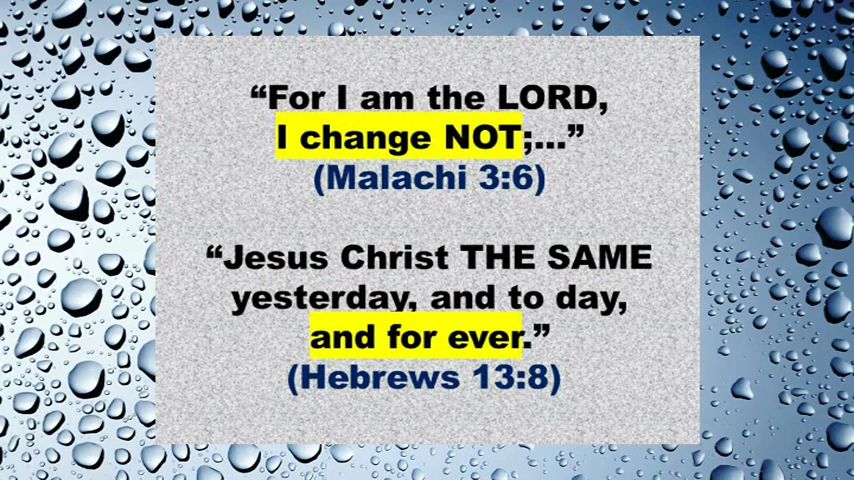 “For I am the LORD,
I change NOT;...”
(Malachi 3:6)
“Jesus Christ THE SAME
yesterday, and to day,
and for ever.”
(Hebrews 13:8)